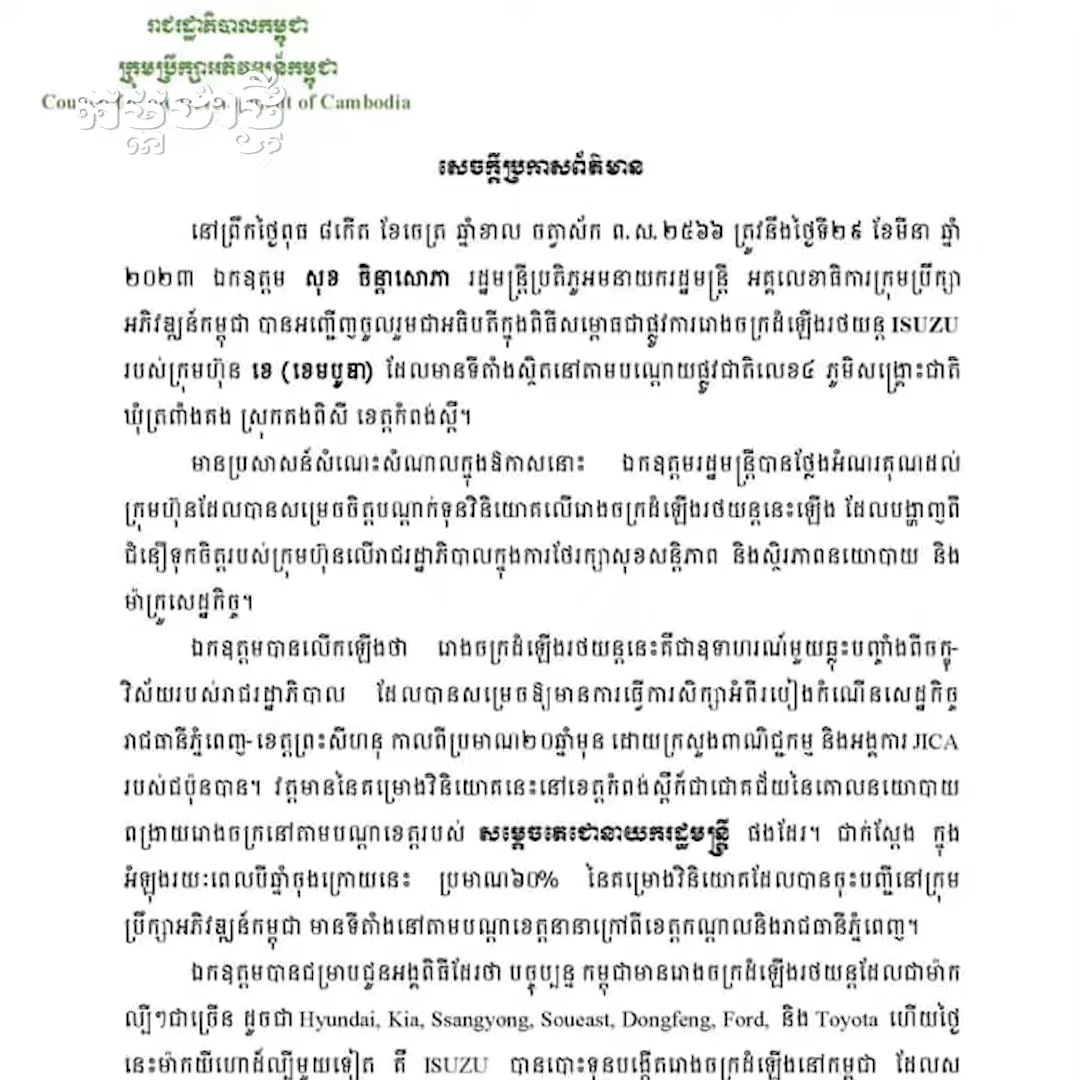 រាជរដ្ឋាភិបាលកម្ពុជា
ក្រុមប្រឹក្សាអភិវឌ្ឍន៍កម្ពុជា
of Cambodia
កម្ពុជាថ្មី
សេចក្តីប្រកាសព័ត៌មាន
នៅព្រឹកថ្ងៃពុធ ៨កើត ខែចេត្រ ឆ្នាំខាល ចត្វាស័ក ព.ស.២៥៦៦ ត្រូវនឹងថ្ងៃទី២៩ ខែមីនា ឆ្នាំ
២០២៣ ឯកឧត្តម សុខ ចិន្តាសោភា រដ្ឋមន្ត្រីប្រតិភូអមនាយករដ្ឋមន្ត្រី អគ្គលេខាធិការក្រុមប្រឹក្សា
អភិវឌ្ឍន៍កម្ពុជា បានអញ្ជើញចូលរួមជាអធិបតីក្នុងពិធីសម្ពោធជាផ្លូវការរោងចក្រដំឡើងរថយន្ត ISUZU
របស់ក្រុមហ៊ុន ខេ (ខេមបូឌា) ដែលមានទីតាំងស្ថិតនៅតាមបណ្តោយផ្លូវជាតិលេខ៤ ភូមិសង្គ្រោះជាតិ
ឃុំត្រពាំងគង ស្រុកគងពិសី ខេត្តកំពង់ស្ពឺ។
មានប្រសាសន៍សំណេះសំណាលក្នុងឱកាសនោះ ឯកឧត្តមរដ្ឋមន្ត្រីបានថ្លែងអំណរគុណដល់
ក្រុមហ៊ុនដែលបានសម្រេចចិត្តបណ្តាក់ទុនវិនិយោគលើរោងចក្រដំឡើងរថយន្តនេះឡើង ដែលបង្ហាញពី
ជំនឿទុកចិត្តរបស់ក្រុមហ៊ុនលើរាជរដ្ឋាភិបាលក្នុងការថែរក្សាសុខសន្តិភាព និងស្ថិរភាពនយោបាយ និង
ម៉ាក្រូសេដ្ឋកិច្ច។
ឯកឧត្តមបានលើកឡើងថា រោងចក្រដំឡើងរថយន្តនេះគឺជាឧទាហរណ៍មួយឆ្លុះបញ្ចាំងពីចក្ខុ-
វិស័យរបស់រាជរដ្ឋាភិបាល ដែលបានសម្រេចឱ្យមានការធ្វើការសិក្សាអំពីរបៀងកំណើនសេដ្ឋកិច្ច
រាជធានីភ្នំពេញ-ខេត្តព្រះសីហនុ កាលពីប្រមាណ២០ឆ្នាំមុន ដោយក្រសួងពាណិជ្ជកម្ម និងអង្គការ JICA
របស់ជប៉ុនបាន។ វត្តមាននៃគម្រោងវិនិយោគនេះនៅខេត្តកំពង់ស្ពឺក៍ជាជោគជ័យនៃគោលនយោបាយ
ពង្រាយរោងចក្រនៅតាមបណ្តាខេត្តរបស់ សម្តេចតេជោនាយករដ្ឋមន្ត្រី ផងដែរ។ ជាក់ស្តែង ក្នុង
អំឡុងរយៈពេលបីឆ្នាំចុងក្រោយនេះ ប្រមាណ៦០% នៃគម្រោងវិនិយោគដែលបានចុះបញ្ជីនៅក្រុម
ប្រឹក្សាអភិវឌ្ឍន៍កម្ពុជា មានទីតាំងនៅតាមបណ្តាខេត្តនានាក្រៅពីខេត្តកណ្តាលនិងរាជធានីភ្នំពេញ។
ឯកឧត្តមបានជម្រាបជូនអង្គពិធីដែរថា បច្ចុប្បន្ន កម្ពុជាមានរោងចក្រដំឡើងរថយន្តដែលជាម៉ាក
ល្បីៗជាច្រើន ដូចជា Hyundai, Kia, Ssangyong, Soueast, Dongfeng, Ford, និង Toyota ហើយថ្ងៃ
នេះម៉ាកយីហោដ៏ល្បីមួយទៀត គឺ ISUZU បានបោះទុនបង្កើតរោងចក្រដំឡើងនៅកម្ពុជា ដែលស